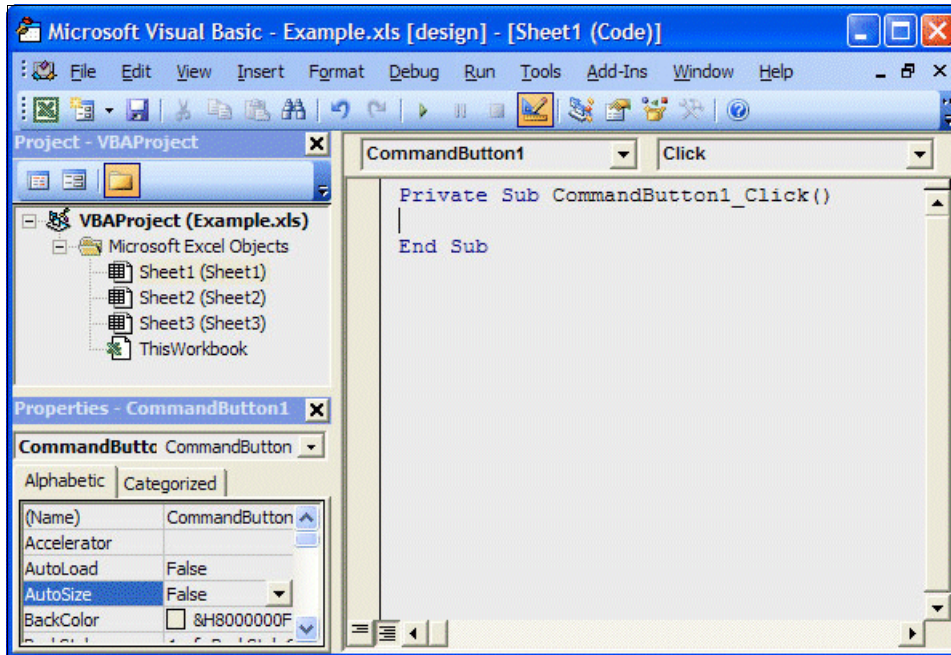 Microsoft Visual Basic - Example.xls [design] - [Sheet1 (Code)]
File Edit View Insert Format Debug Run Tools Add-Ins Window Help
Project - VBAProject
VBAProject (Example.xls)
Microsoft Excel Objects
Sheet1 (Sheet1)
Sheet2 (Sheet2)
Sheet3 (Sheet3)
ThisWorkbook
Properties - CommandButton1
CommandButtc CommandButton
Alphabetic Categorized
(Name) CommandButton
Accelerator
AutoLoad False
AutoSize False
BackColor &H8000000F
CommandButton1 Click
Private Sub CommandButton1_Click()
End Sub